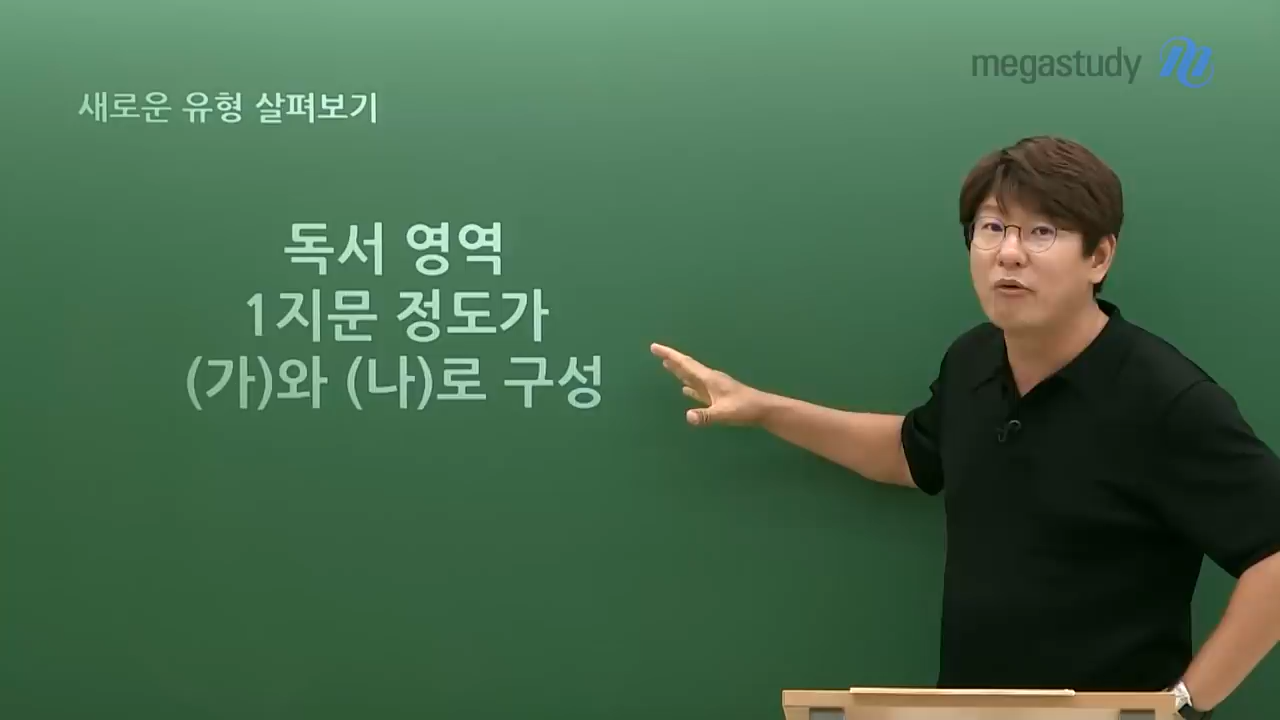 megastudy
새로운 유형 살펴보기
독서 영역
1지문 정도가
(가)와 (나)로 구성